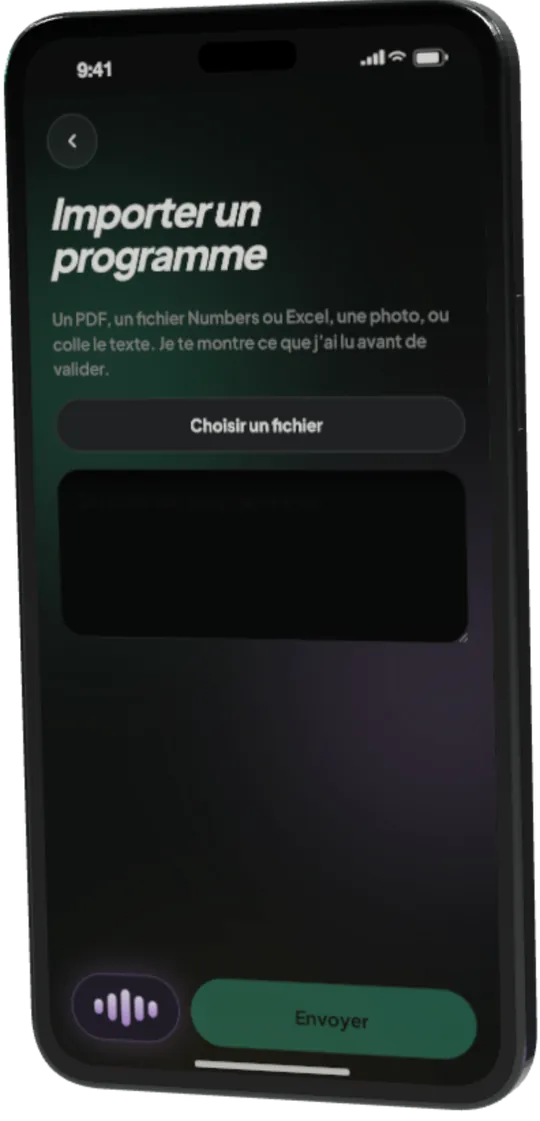 9:41
Importer un
programme
Un PDF, un fichier Numbers ou Excel, une photo, ou
colle le texte. Je te montre ce que j'ai lu avant de
valider.
Choisir un fichier
Envoyer